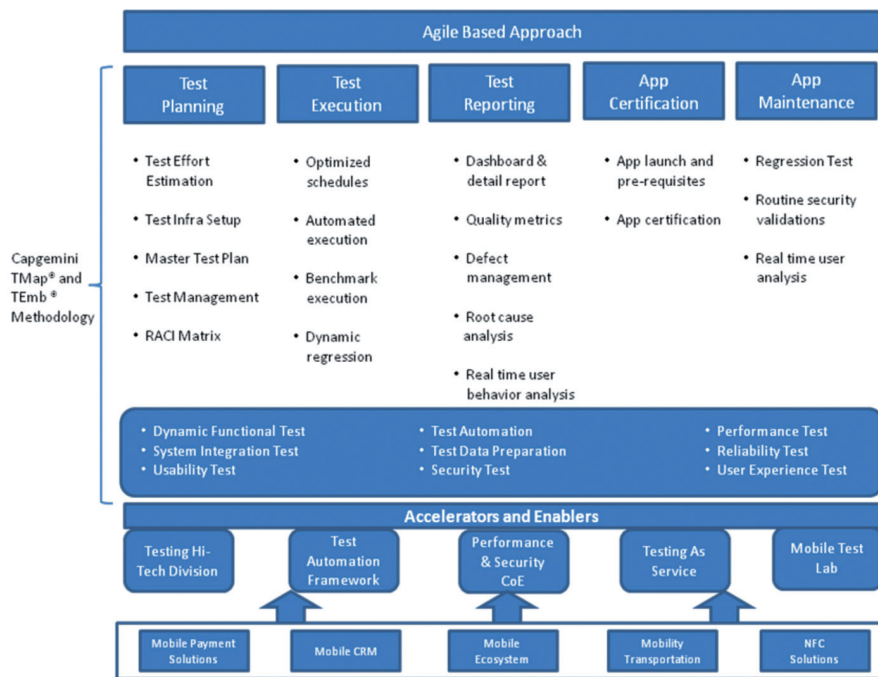 Agile Based Approach
Test
Planning
Test
Execution
Test
Reporting
App
Certification
App
Maintenance
• Test Effort
Estimation
• Test Infra Setup
• Master Test Plan
• Test Management
• RACI Matrix
• Optimized
schedules
• Automated
execution
• Benchmark
execution
• Dynamic
regression
• Dashboard &
detail report
• Quality metrics
• Defect
management
• Root cause
analysis
• Real time user
behavior analysis
• App launch and
pre-requisites
• App certification
• Regression Test
• Routine security
validations
• Real time user
analysis
Capgemini
TMap® and
TEmb ®
Methodology
• Dynamic Functional Test
• System Integration Test
• Usability Test
• Test Automation
• Test Data Preparation
• Security Test
• Performance Test
• Reliability Test
• User Experience Test
Accelerators and Enablers
Testing Hi-
Tech Division
Test
Automation
Framework
Performance
& Security
CoE
Testing As
Service
Mobile Test
Lab
Mobile Payment
Solutions
Mobile CRM
Mobile
Ecosystem
Mobility
Transportation
NFC
Solutions